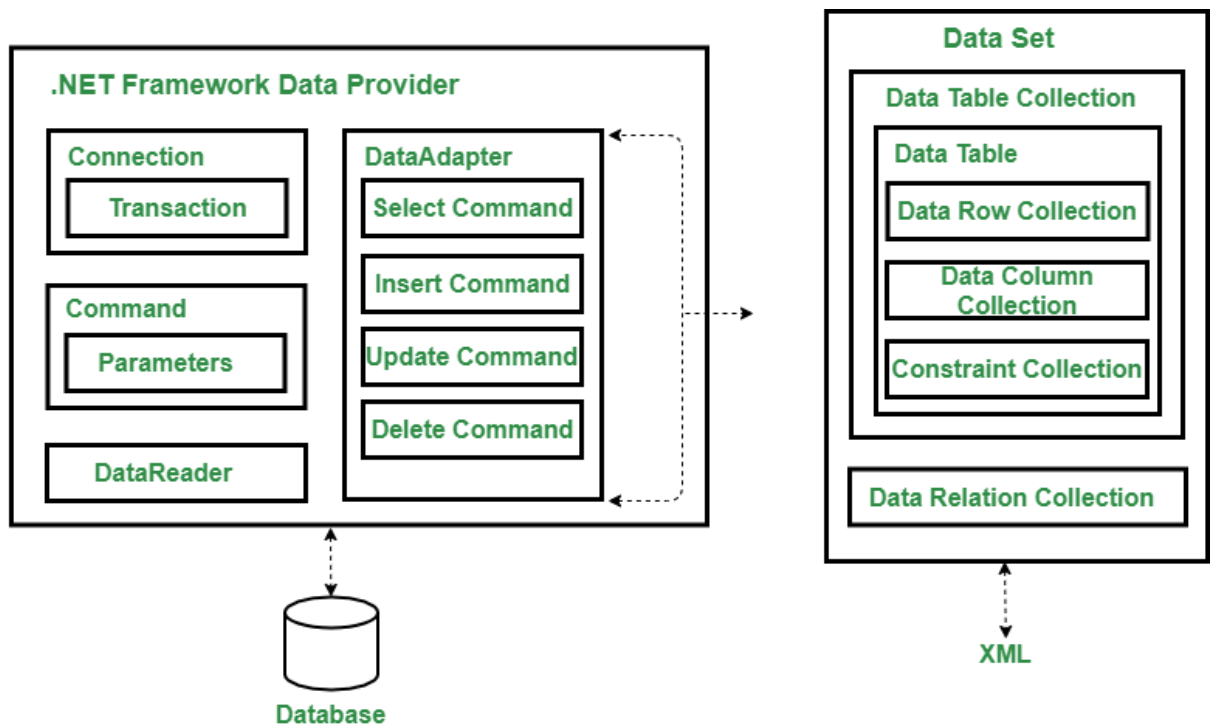 .NET Framework Data Provider
Connection
Transaction
Command
Parameters
DataReader
DataAdapter
Select Command
Insert Command
Update Command
Delete Command
Database
Data Set
Data Table Collection
Data Table
Data Row Collection
Data Column
Collection
Constraint Collection
Data Relation Collection
XML